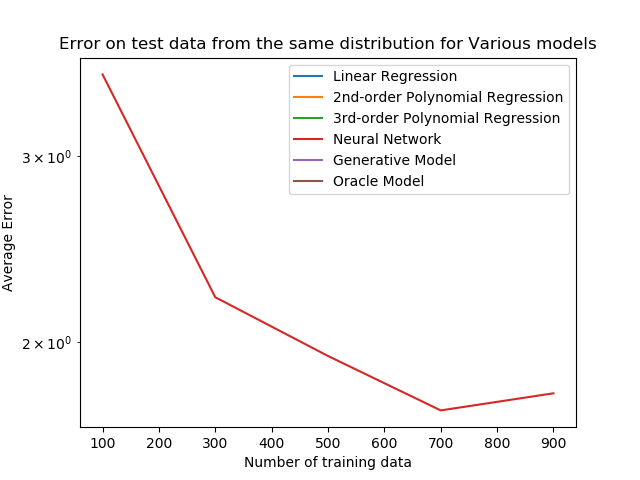 Error on test data from the same distribution for Various models
Linear Regression
2nd-order Polynomial Regression
3rd-order Polynomial Regression
Neural Network
Generative Model
Oracle Model
3 × 10⁰
2 × 10⁰
Average Error
100 200 300 400 500 600 700 800 900
Number of training data